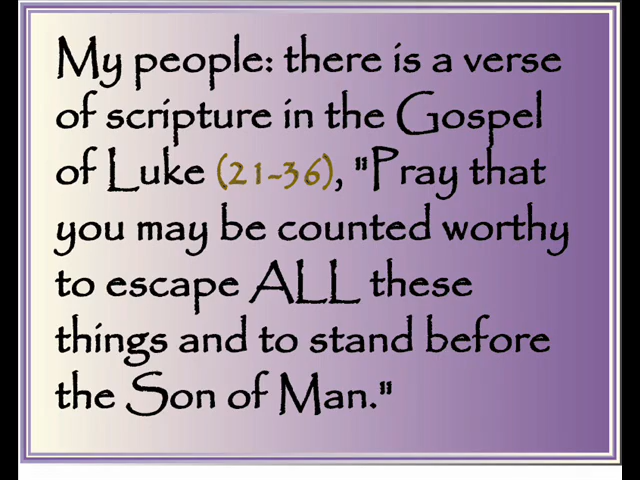 My people: there is a verse
of scripture in the Gospel
of Luke (21-36), "Pray that
you may be counted worthy
to escape ALL these
things and to stand before
the Son of Man."